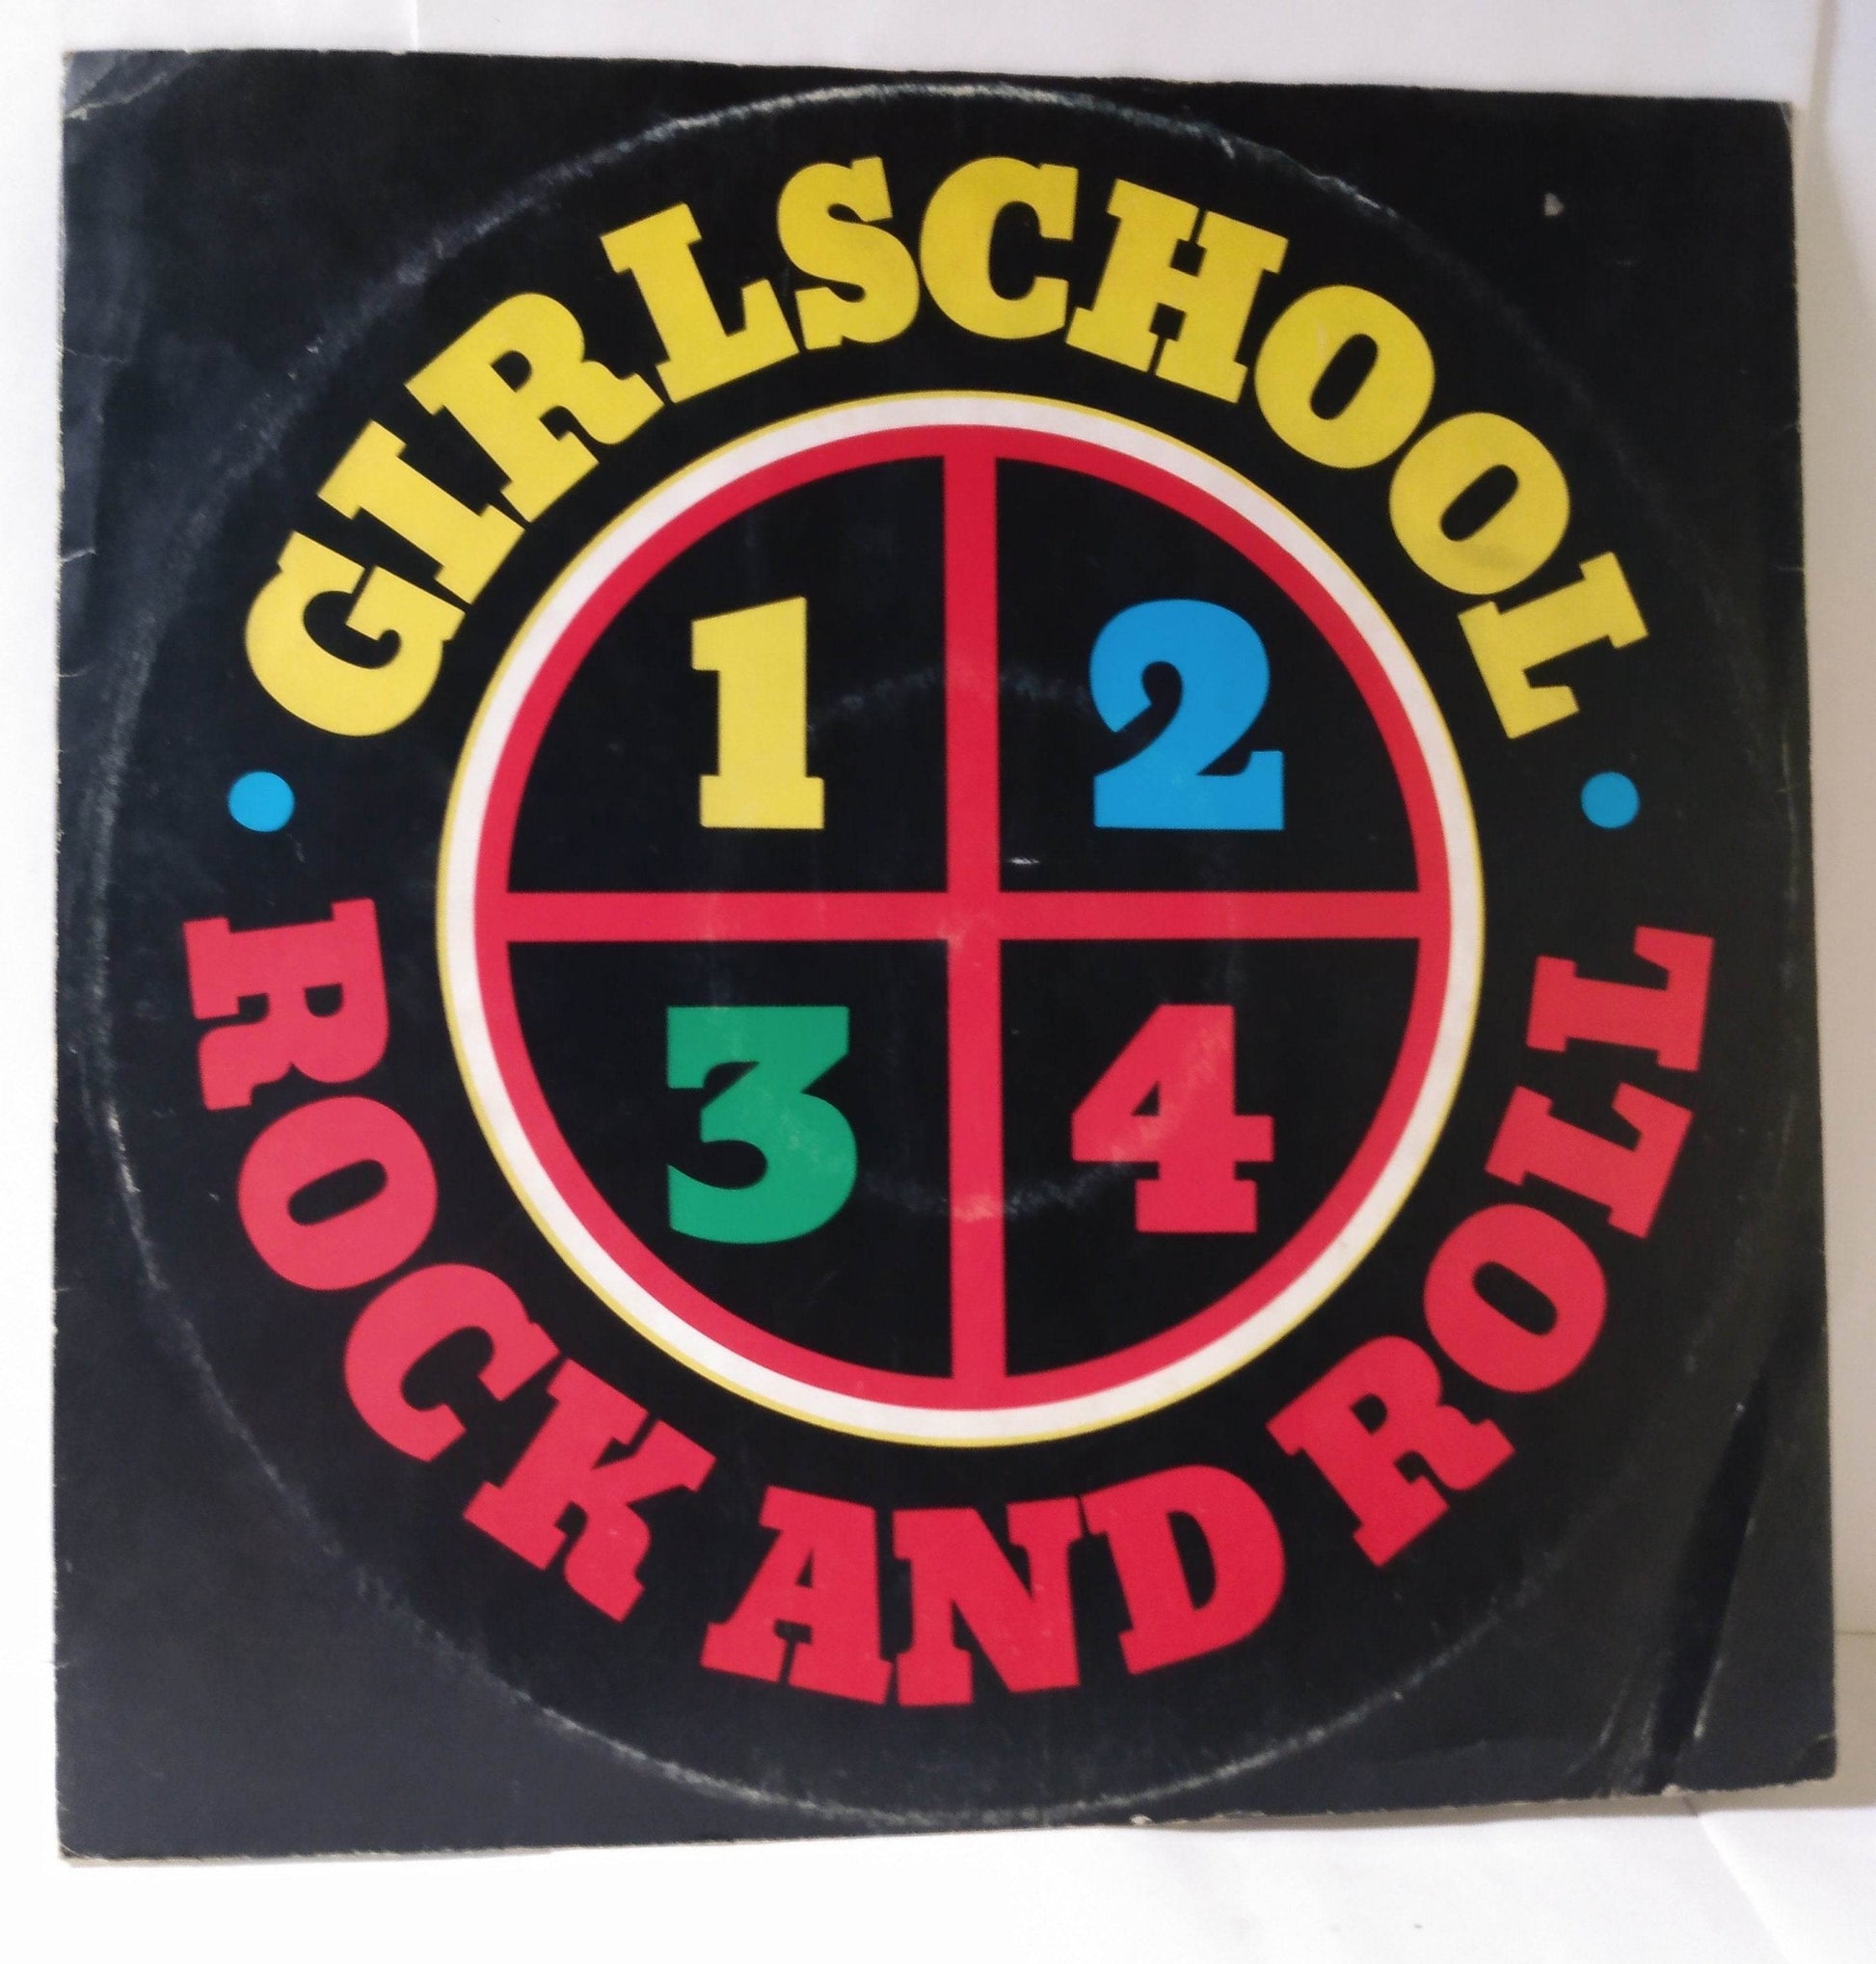 GIRLSCHOOL
1 2
3 4
ROCK AND ROLL